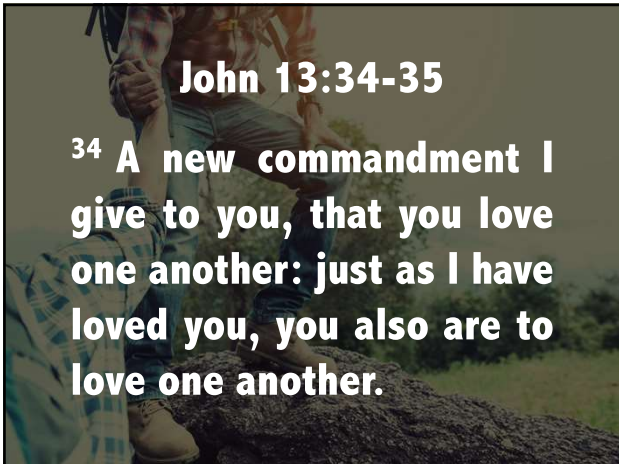 John 13:34-35
34 A new commandment I
give to you, that you love
one another: just as I have
loved you, you also are to
love one another.